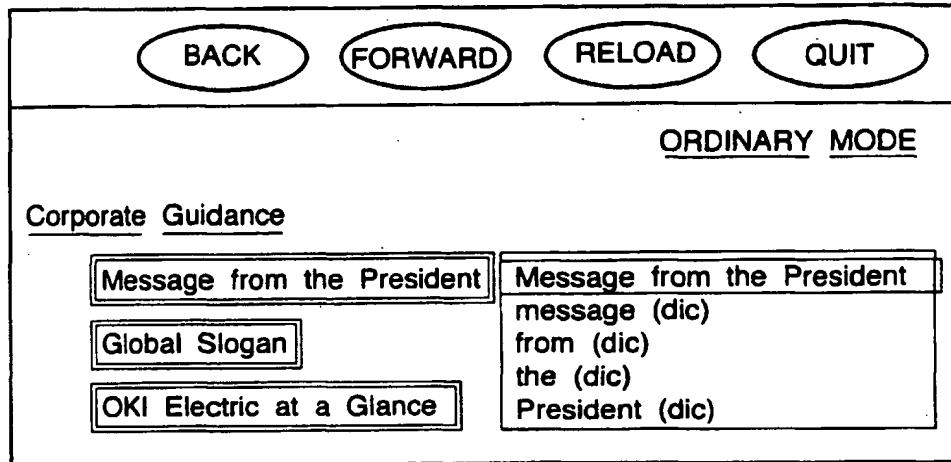 BACK FORWARD RELOAD QUIT
ORDINARY MODE
Corporate Guidance
Message from the President
Global Slogan
OKI Electric at a Glance
Message from the President
message (dic)
from (dic)
the (dic)
President (dic)